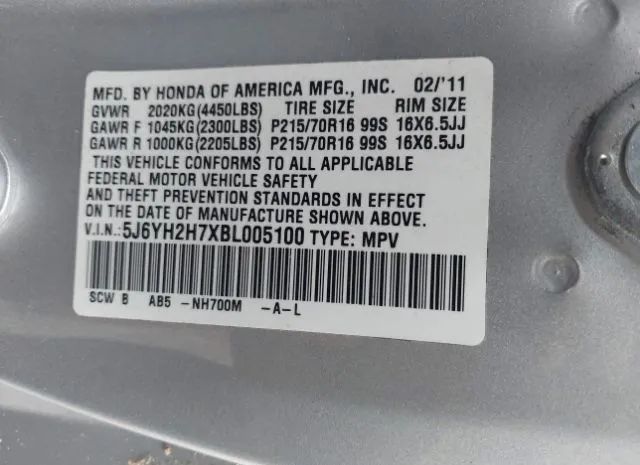 MFD. BY HONDA OF AMERICA MFG., INC. 02/'11
GVWR 2020KG(4450LBS) TIRE SIZE RIM SIZE
GAWR F 1045KG(2300LBS) P215/70R16 99S 16X6.5JJ
GAWR R 1000KG(2205LBS) P215/70R16 99S 16X6.5JJ
THIS VEHICLE CONFORMS TO ALL APPLICABLE
FEDERAL MOTOR VEHICLE SAFETY
AND THEFT PREVENTION STANDARDS IN EFFECT
ON THE DATE OF MANUFACTURE SHOWN ABOVE.
V.I.N.:5J6YH2H7XBL005100 TYPE: MPV
SCW B AB5 -NH700M -A-L